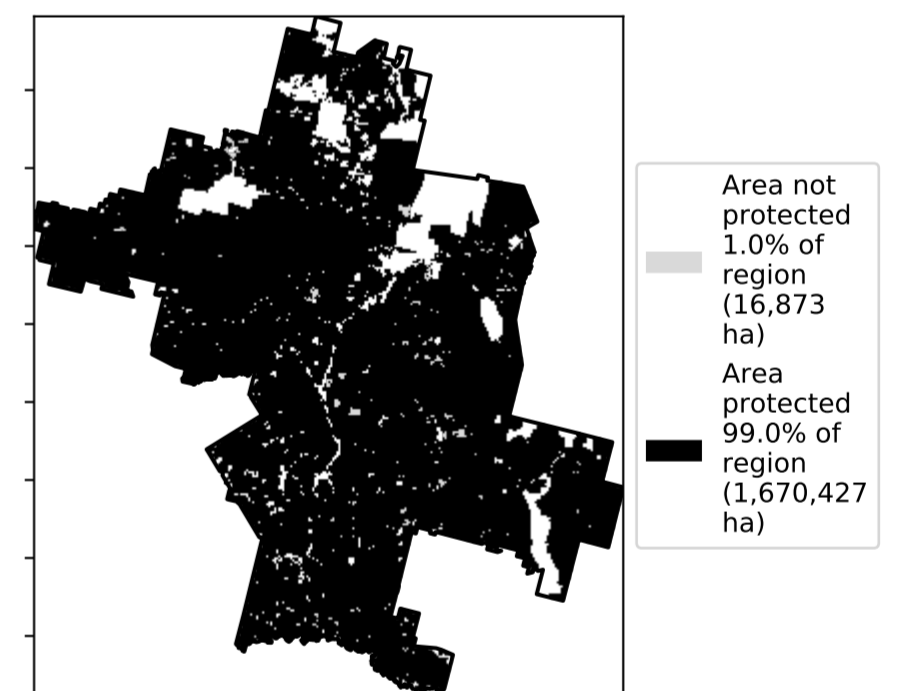 Area not
protected
1.0% of
region
(16,873
ha)
Area
protected
99.0% of
region
(1,670,427
ha)